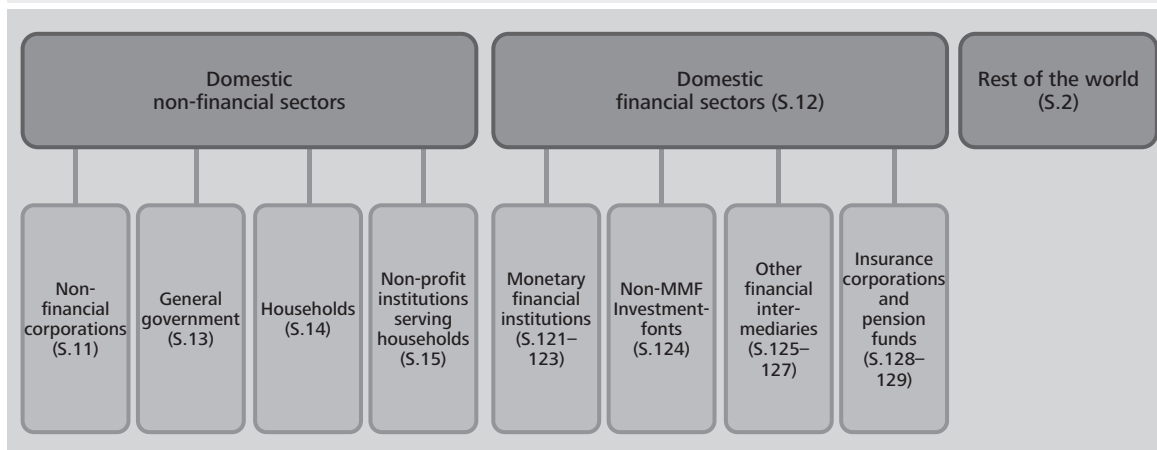 Domestic
non-financial sectors
Domestic
financial sectors (S.12)
Rest of the world
(S.2)
Non-
financial
corporations
(S.11)
General
government
(S.13)
Households
(S.14)
Non-profit
institutions
serving
households
(S.15)
Monetary
financial
institutions
(S.121–
123)
Non-MMF
Investment-
fonts
(S.124)
Other
financial
inter-
mediaries
(S.125–
127)
Insurance
corporations
and
pension
funds
(S.128–
129)